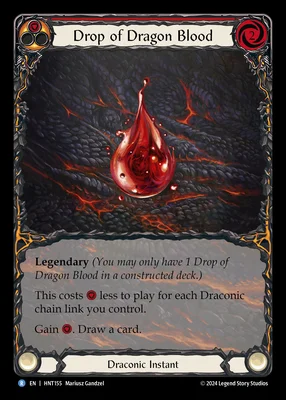 Drop of Dragon Blood
Legendary (You may only have 1 Drop of
Dragon Blood in a constructed deck.)
This costs less to play for each Draconic
chain link you control.
Gain . Draw a card.
Draconic Instant
R | EN | HNT155 Mariusz Gandzel
© 2024 Legend Story Studios